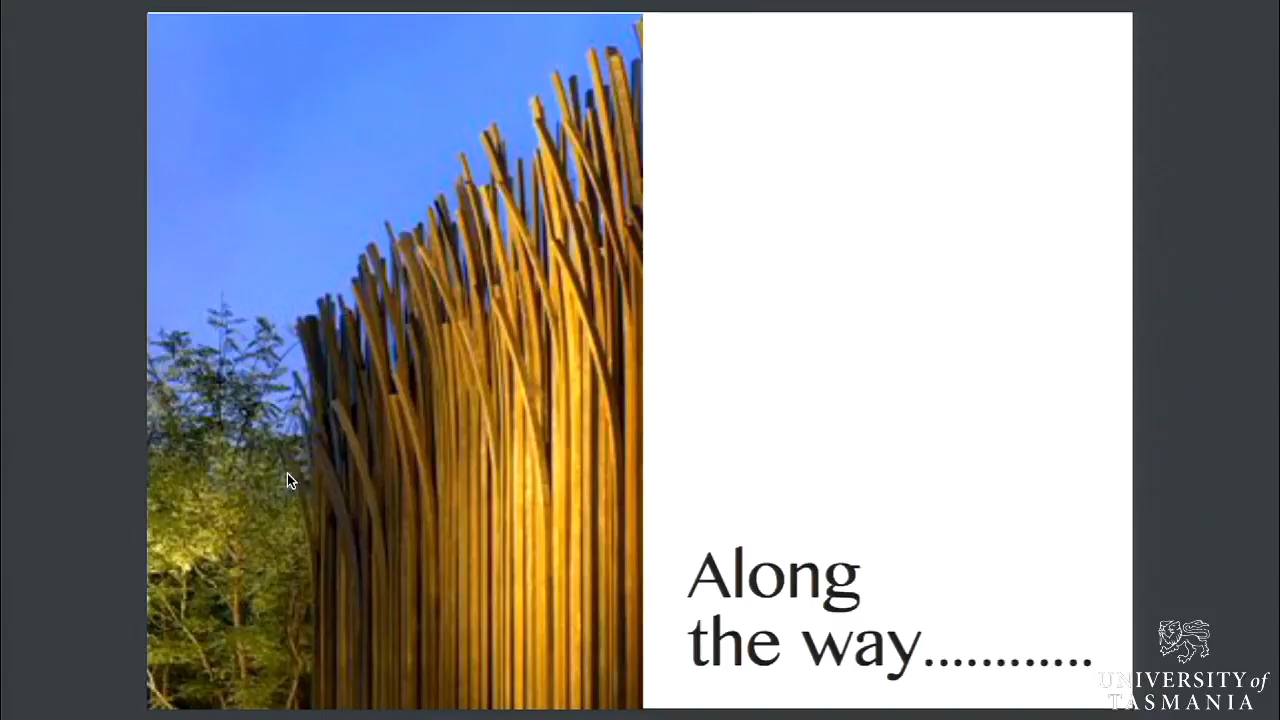 Along
the way............
UNIVERSITY of
TASMANIA